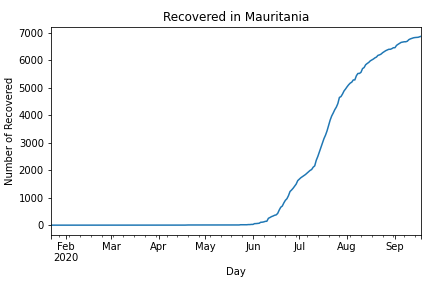 Recovered in Mauritania
Number of Recovered
7000
6000
5000
4000
3000
2000
1000
0
Feb Mar Apr May Jun Jul Aug Sep
2020
Day